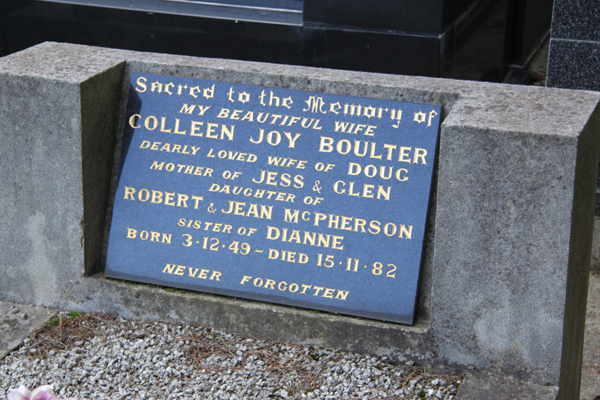 Sacred to the Memory of
MY BEAUTIFUL WIFE
COLLEEN JOY BOULTER
DEARLY LOVED WIFE OF DOUG
MOTHER OF JESS & GLEN
DAUGHTER OF
ROBERT & JEAN McPHERSON
SISTER OF DIANNE
BORN 3·12·49 – DIED 15·11·82
NEVER FORGOTTEN